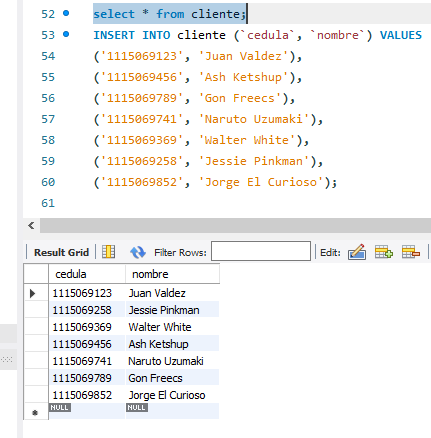 52 select * from cliente;
53 INSERT INTO cliente (`cedula`, `nombre`) VALUES
54 ('1115069123', 'Juan Valdez'),
55 ('1115069456', 'Ash Ketshup'),
56 ('1115069789', 'Gon Freecs'),
57 ('1115069741', 'Naruto Uzumaki'),
58 ('1115069369', 'Walter White'),
59 ('1115069258', 'Jessie Pinkman'),
60 ('1115069852', 'Jorge El Curioso');
61
Result Grid Filter Rows: Edit:
cedula nombre
1115069123 Juan Valdez
1115069258 Jessie Pinkman
1115069369 Walter White
1115069456 Ash Ketshup
1115069741 Naruto Uzumaki
1115069789 Gon Freecs
1115069852 Jorge El Curioso
NULL NULL